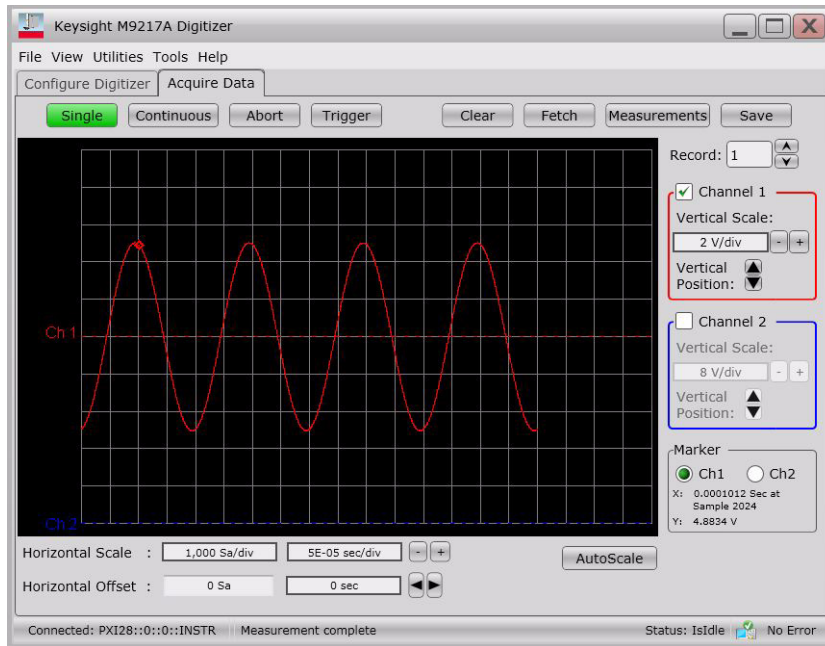 Keysight M9217A Digitizer
File View Utilities Tools Help
Configure Digitizer Acquire Data
Single Continuous Abort Trigger Clear Fetch Measurements Save
Record: 1
Channel 1
Vertical Scale:
2 V/div - +
Vertical
Position:
Ch 1
Channel 2
Vertical Scale:
8 V/div - +
Vertical
Position:
Marker
Ch1 Ch2
X: 0.0001012 Sec at
Sample 2024
Y: 4.8834 V
Ch 2
Horizontal Scale : 1,000 Sa/div 5E-05 sec/div - +
AutoScale
Horizontal Offset : 0 Sa 0 sec
Connected: PXI28::0::0::INSTR Measurement complete Status: IsIdle No Error